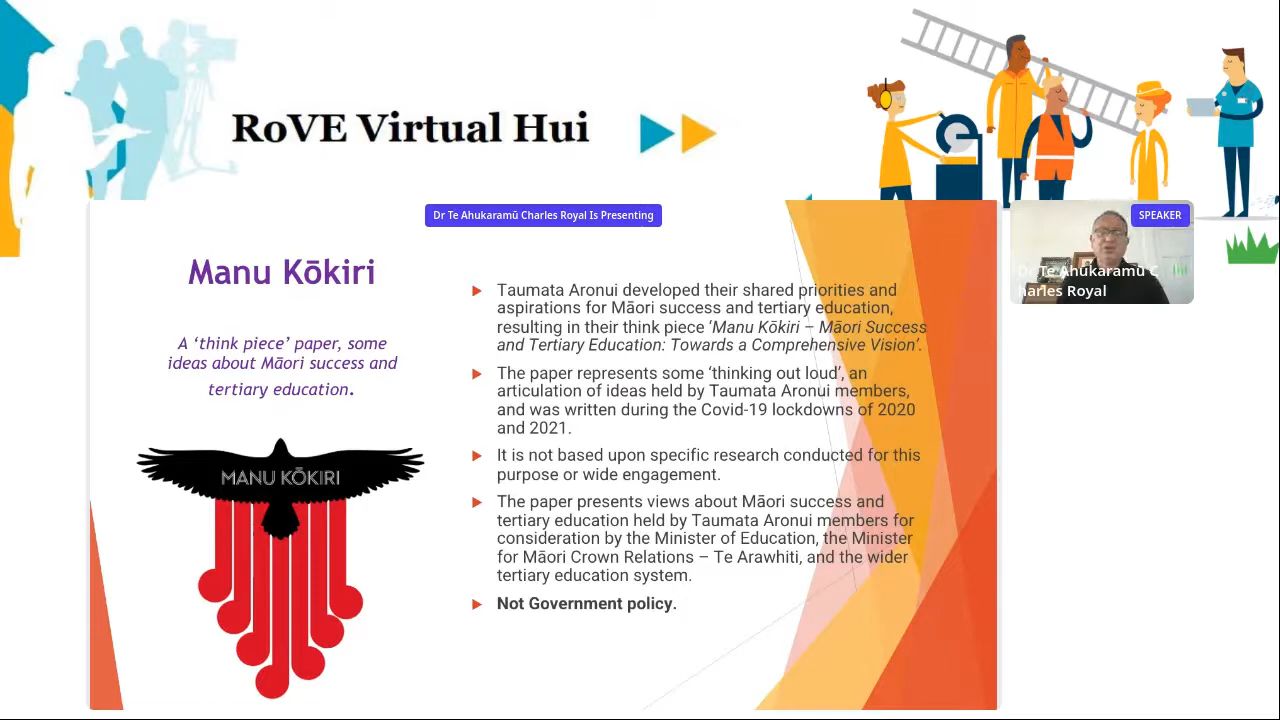 RoVE Virtual Hui
Dr Te Ahukaramū Charles Royal Is Presenting
SPEAKER
Dr Te Ahukaramū C
harles Royal
Manu Kōkiri
A ‘think piece’ paper, some
ideas about Māori success and
tertiary education.
MANU KŌKIRI
Taumata Aronui developed their shared priorities and
aspirations for Māori success and tertiary education,
resulting in their think piece ‘Manu Kōkiri – Māori Success
and Tertiary Education: Towards a Comprehensive Vision’.
The paper represents some ‘thinking out loud’, an
articulation of ideas held by Taumata Aronui members,
and was written during the Covid-19 lockdowns of 2020
and 2021.
It is not based upon specific research conducted for this
purpose or wide engagement.
The paper presents views about Māori success and
tertiary education held by Taumata Aronui members for
consideration by the Minister of Education, the Minister
for Māori Crown Relations – Te Arawhiti, and the wider
tertiary education system.
Not Government policy.